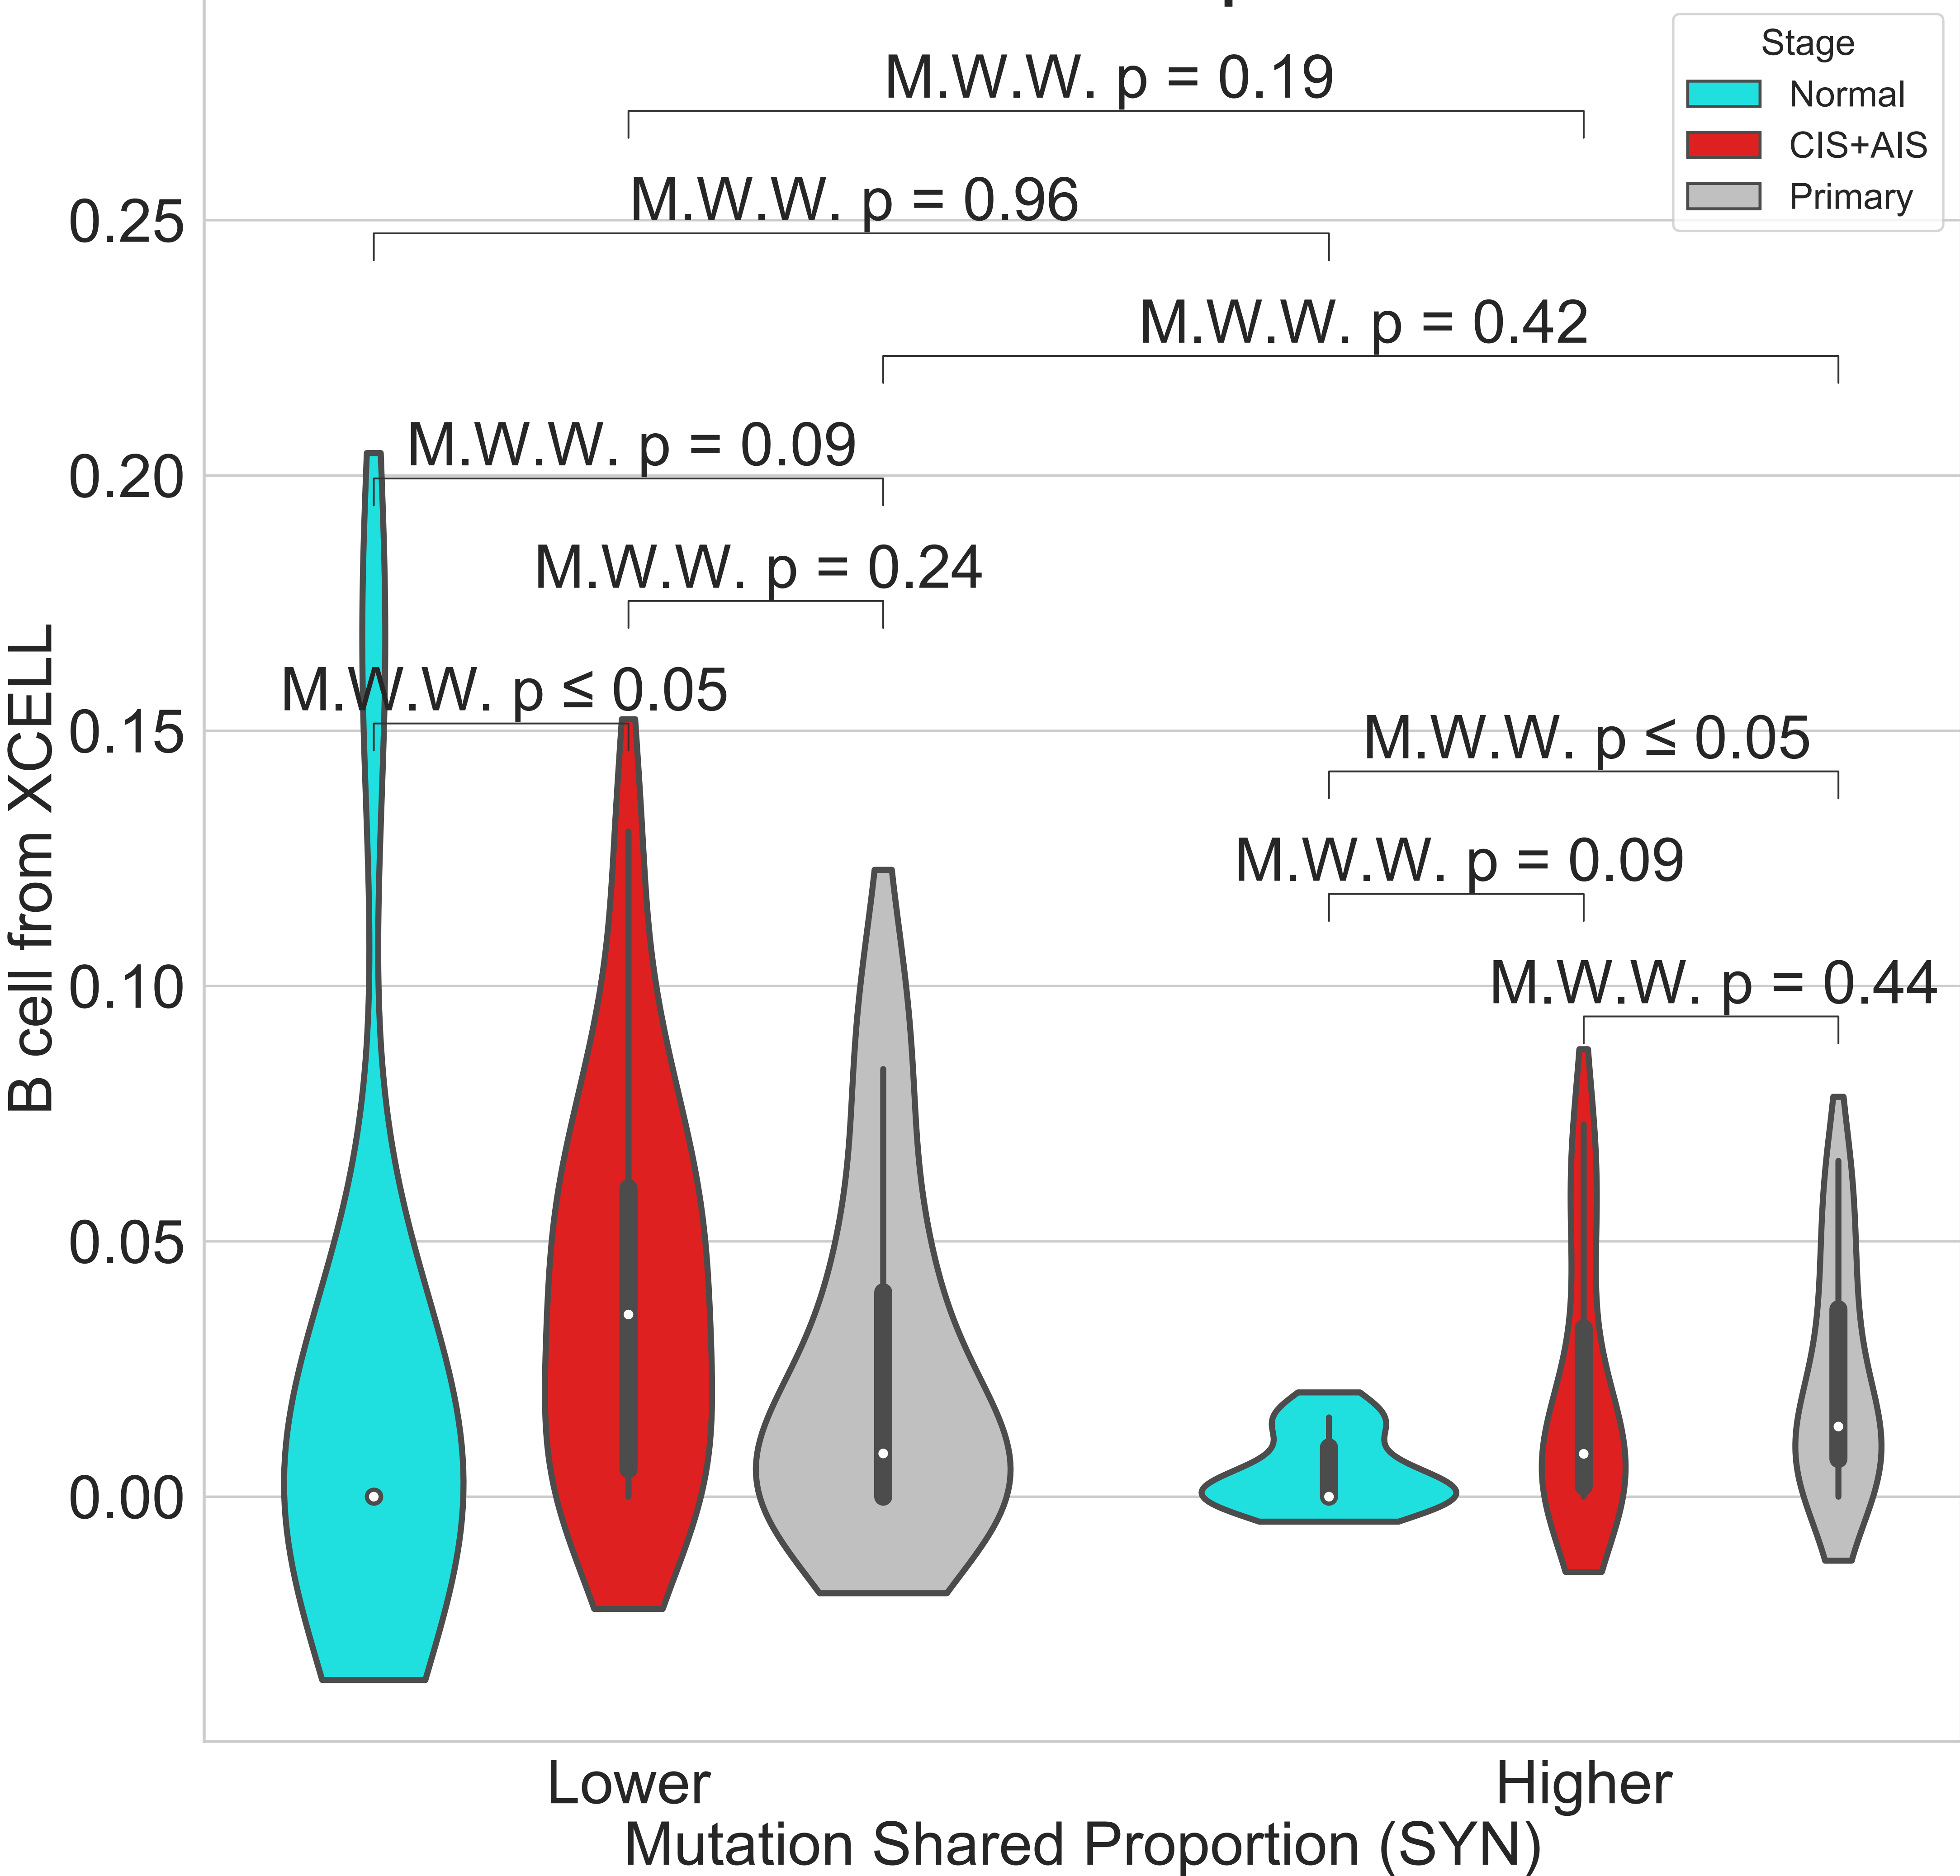 Stage
Normal
CIS+AIS
Primary
M.W.W. p = 0.19
M.W.W. p = 0.96
M.W.W. p = 0.42
M.W.W. p = 0.09
M.W.W. p = 0.24
M.W.W. p ≤ 0.05
M.W.W. p ≤ 0.05
M.W.W. p = 0.09
M.W.W. p = 0.44
0.25
0.20
0.15
0.10
0.05
0.00
B cell from XCELL
Lower
Higher
Mutation Shared Proportion (SYN)